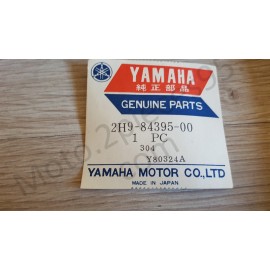 YAMAHA
純正部品
GENUINE PARTS
2H9-84395-00
1 PC
304
Y80324A
YAMAHA MOTOR CO.,LTD
MADE IN JAPAN